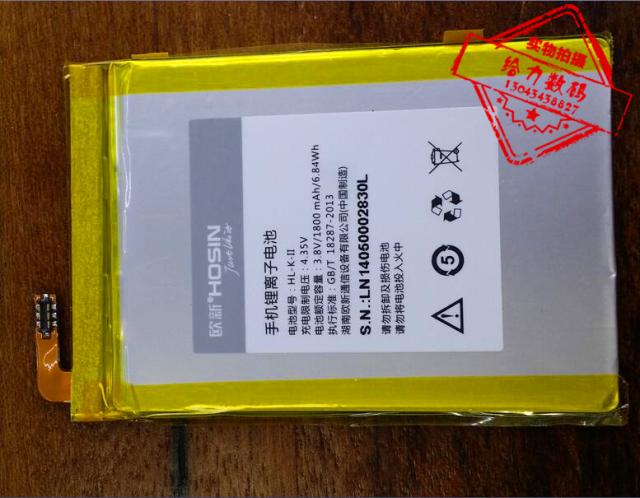 欧新®HOSIN
Just Use it
手机锂离子电池
电池型号: HL-K-II
充电限制电压: 4.35V
电池额定容量: 3.8V/1800 mAh/6.84Wh
执行标准: GB/T 18287-2013
湖南欧新通信设备有限公司(中国制造)
S.N.:LN14060002830L
请勿拆卸及损伤电池
请勿将电池投入火中
5
实物拍摄
给力数码
13043438827